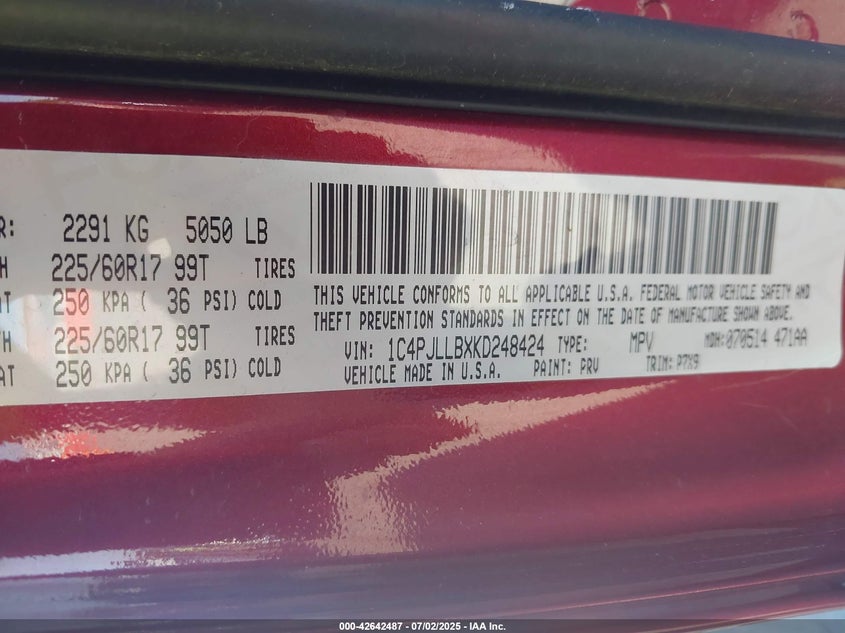 R: 2291 KG 5050 LB
H 225/60R17 99T TIRES
AT 250 KPA ( 36 PSI) COLD
H 225/60R17 99T TIRES
AT 250 KPA ( 36 PSI) COLD
THIS VEHICLE CONFORMS TO ALL APPLICABLE U.S.A. FEDERAL MOTOR VEHICLE SAFETY AND
THEFT PREVENTION STANDARDS IN EFFECT ON THE DATE OF MANUFACTURE SHOWN ABOVE.
VIN: 1C4PJLLBXKD248424 TYPE: MPV MDH: 070514 471AA
VEHICLE MADE IN U.S.A. PAINT: PRV TRIM: P7X9
000-42642487 - 07/02/2025 - IAA Inc.